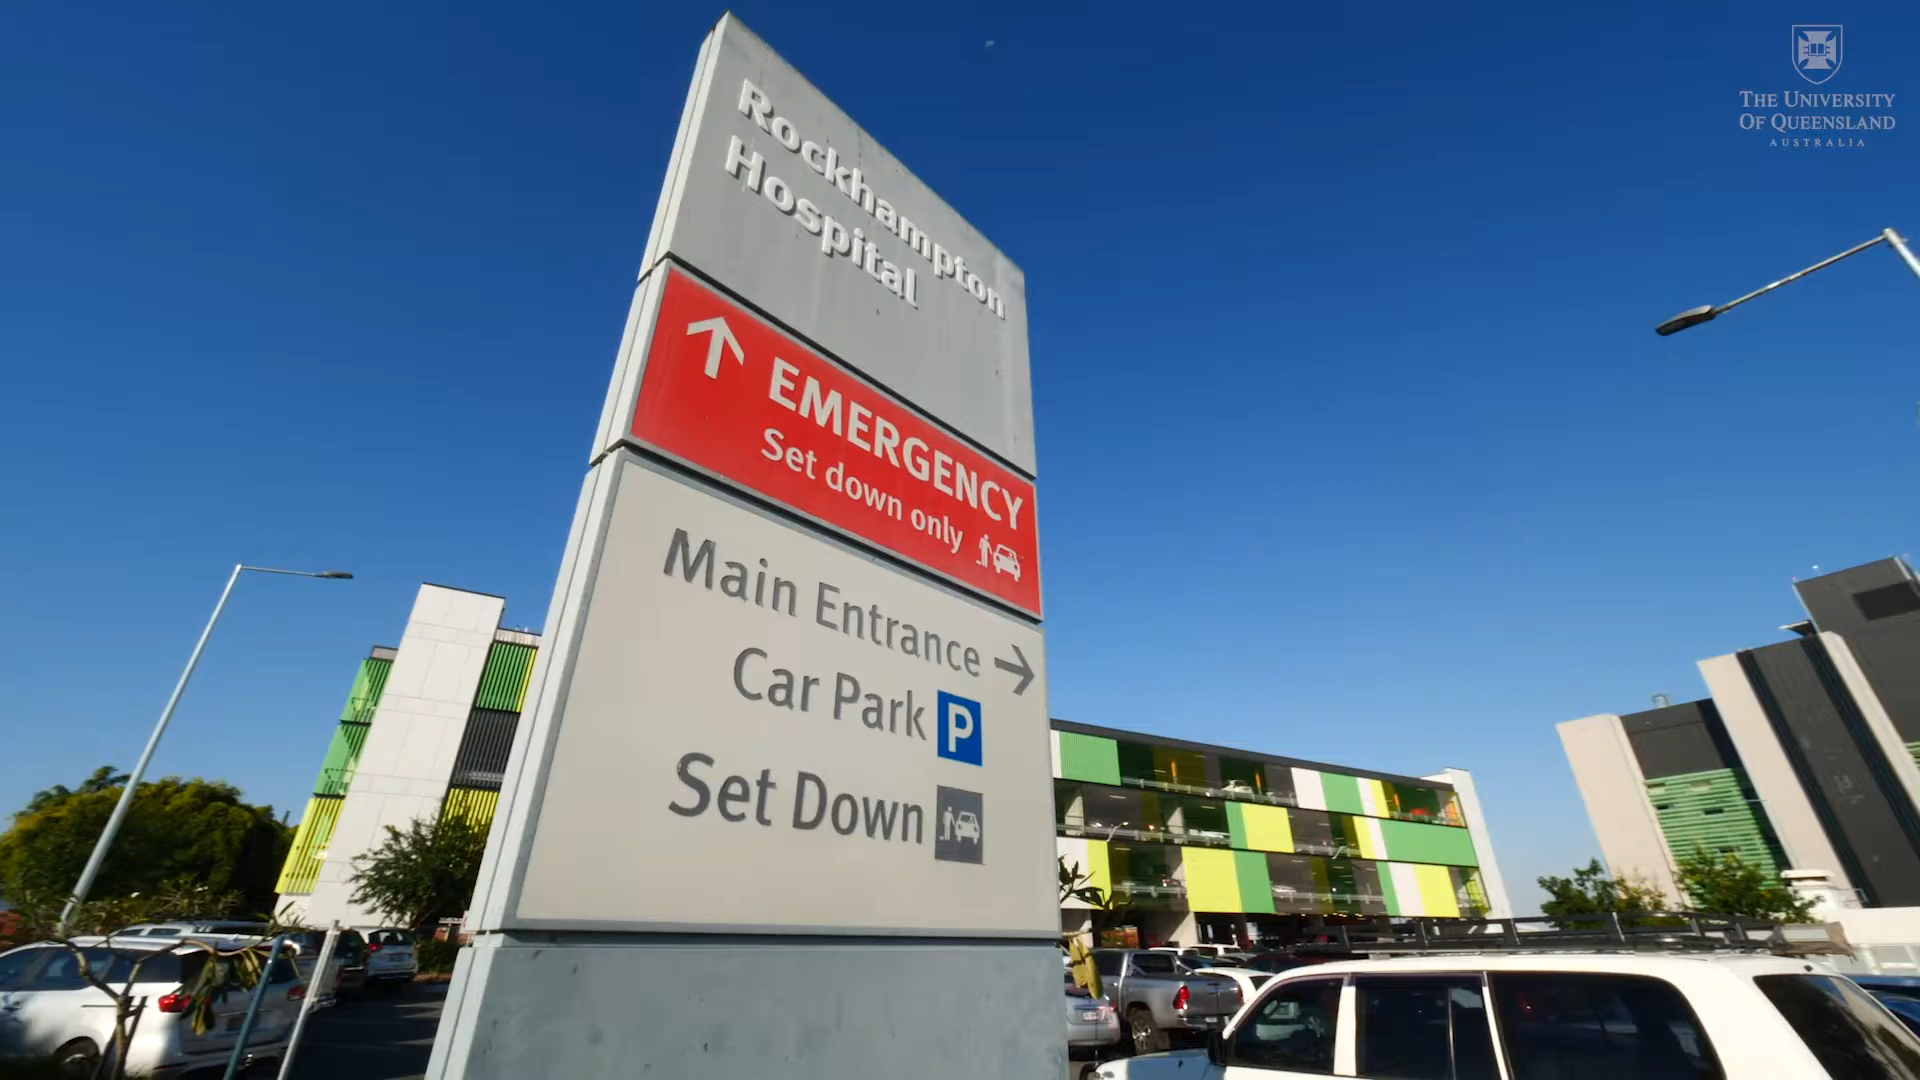 THE UNIVERSITY
OF QUEENSLAND
AUSTRALIA
Rockhampton
Hospital
EMERGENCY
Set down only
Main Entrance
Car Park P
Set Down